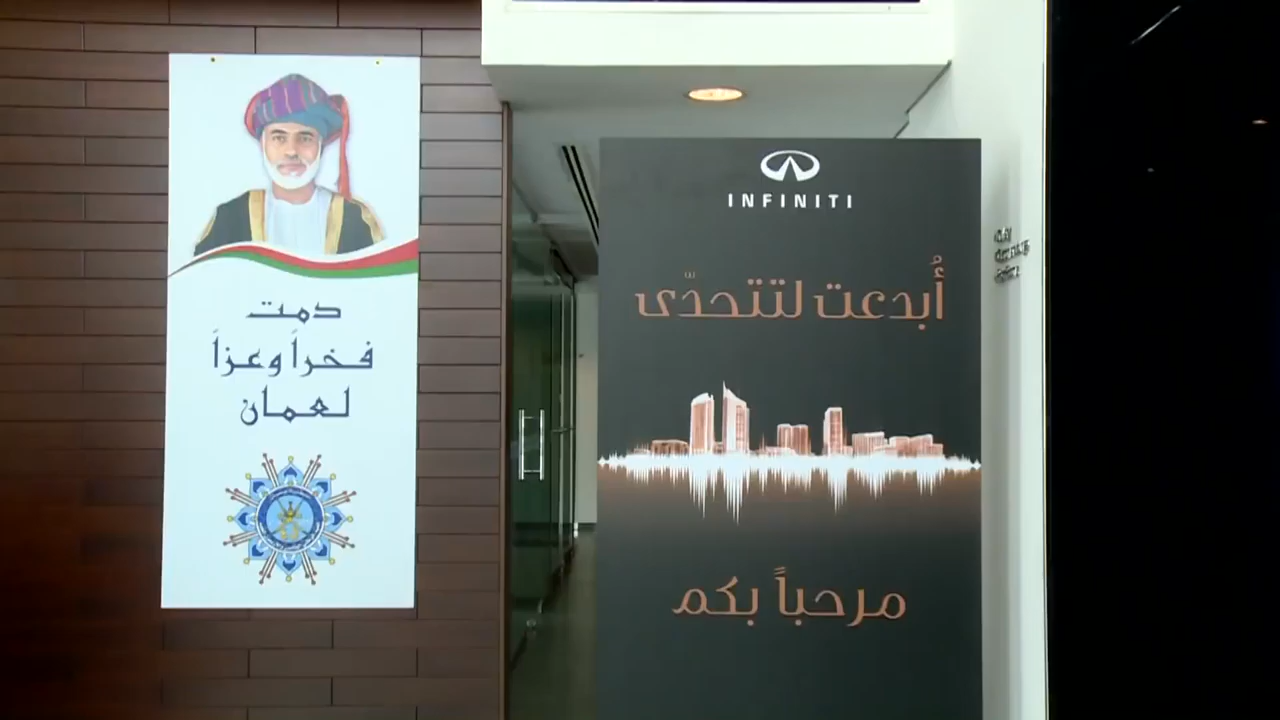 دمت
فخراً وعزاً
لعمان
INFINITI
أُبدعت لتتحدّى
مرحباً بكم